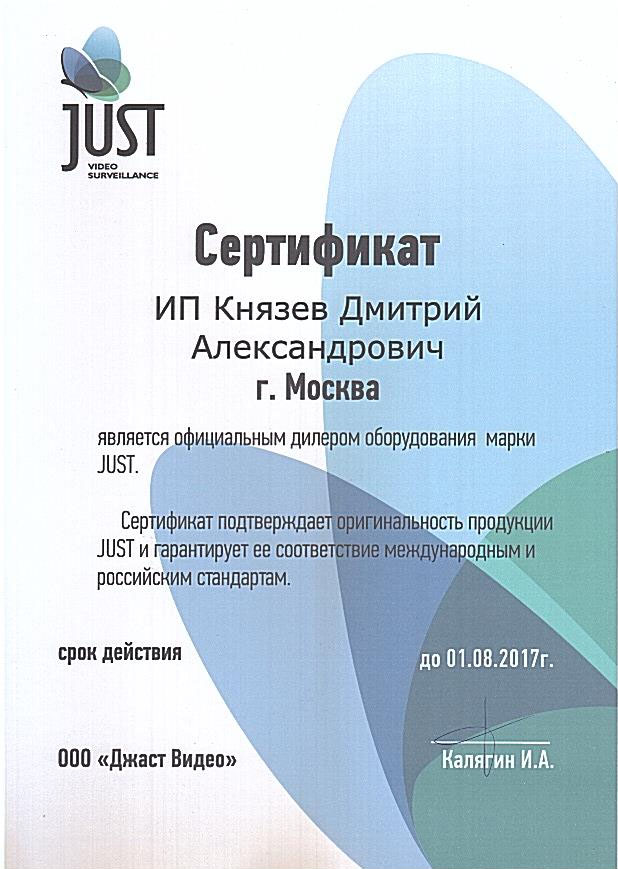 JUST
VIDEO
SURVEILLANCE
Сертификат
ИП Князев Дмитрий
Александрович
г. Москва
является официальным дилером оборудования марки
JUST.
Сертификат подтверждает оригинальность продукции
JUST и гарантирует ее соответствие международным и
российским стандартам.
срок действия
до 01.08.2017г.
ООО «Джаст Видео»
Калягин И.А.